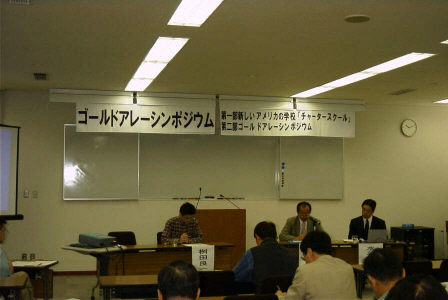 ゴールドアレーシンポジウム
第一部新しいアメリカの学校「チャータースクール」
第二部ゴールドアレーシンポジウム